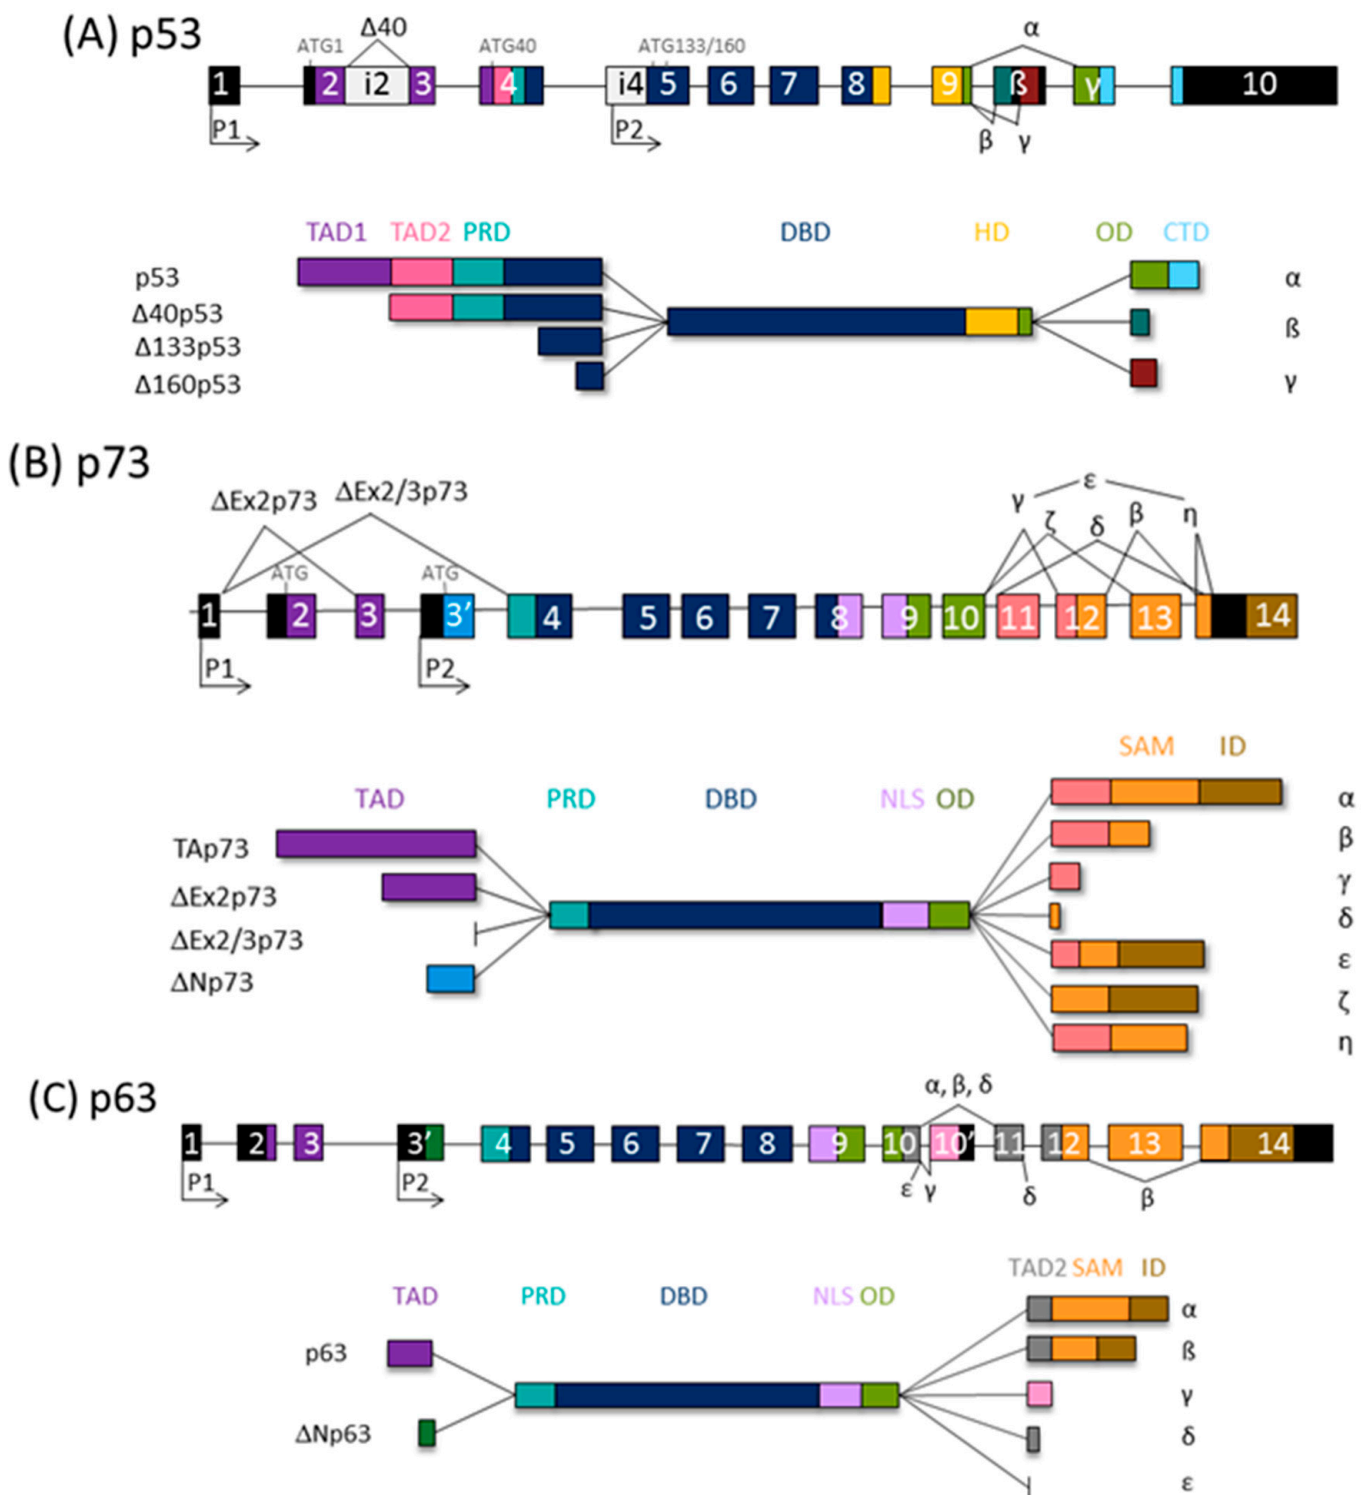 (A) p53
Δ40
α
ATG1
ATG40
ATG133/160
1
2
i2
3
4
i4
5
6
7
8
9
ß
γ
10
P1
P2
β
γ
TAD1
TAD2
PRD
DBD
HD
OD
CTD
p53
α
Δ40p53
ß
Δ133p53
Δ160p53
γ
(B) p73
ΔEx2p73
ΔEx2/3p73
γ
ε
ζ
δ
β
η
ATG
ATG
1
2
3
3’
4
5
6
7
8
9
10
11
12
13
14
P1
P2
SAM
ID
TAD
PRD
DBD
NLS
OD
α
TAp73
β
ΔEx2p73
γ
δ
ΔEx2/3p73
ε
ΔNp73
ζ
η
(C) p63
α, β, δ
1
2
3
3’
4
5
6
7
8
9
10
10’
11
12
13
14
P1
P2
ε
γ
δ
β
TAD2
SAM
ID
TAD
PRD
DBD
NLS
OD
α
p63
ß
γ
ΔNp63
δ
ε